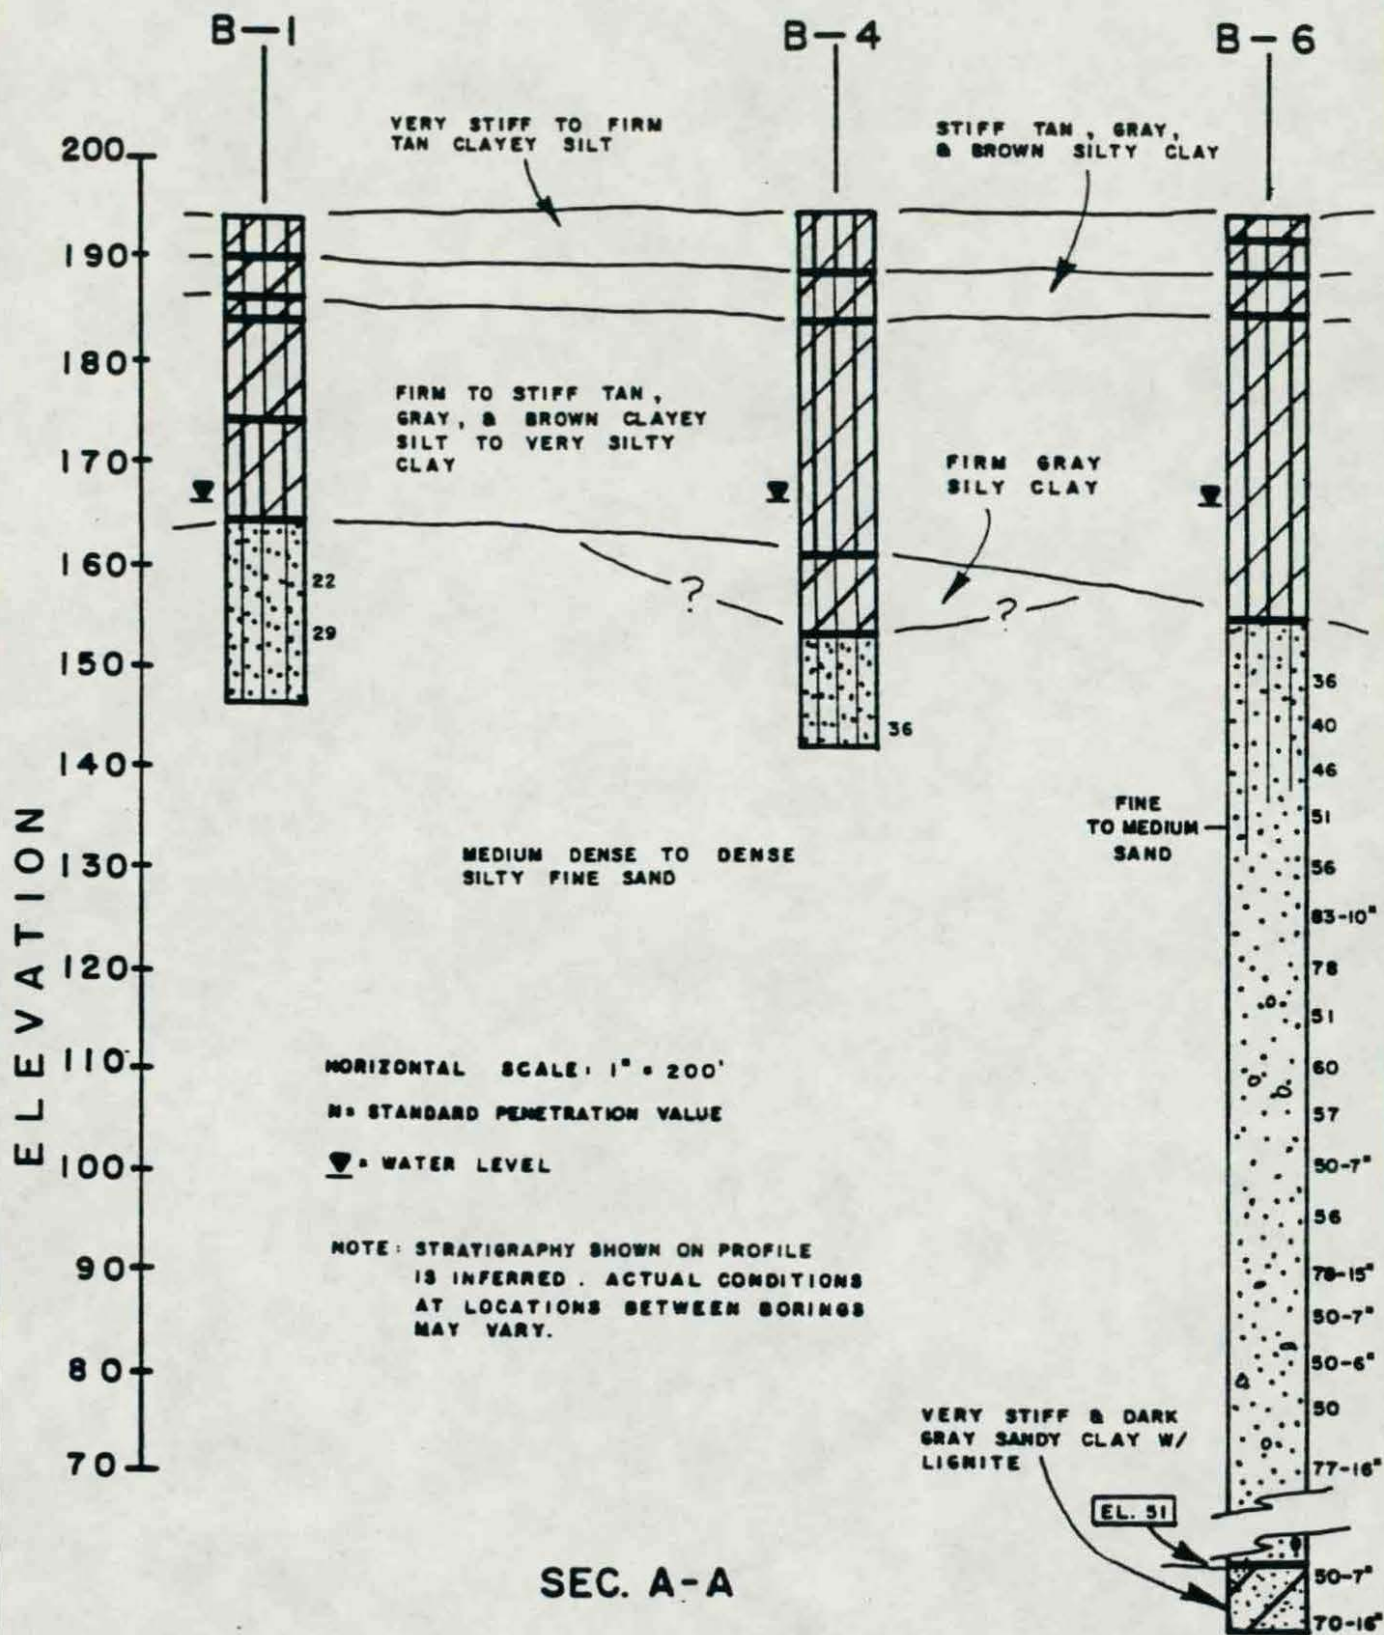 B-1
B-4
B-6
VERY STIFF TO FIRM
TAN CLAYEY SILT
STIFF TAN, GRAY,
& BROWN SILTY CLAY
200
190
180
170
160
150
140
130
120
110
100
90
80
70
ELEVATION
FIRM TO STIFF TAN,
GRAY, & BROWN CLAYEY
SILT TO VERY SILTY
CLAY
FIRM GRAY
SILY CLAY
?
?
22
29
36
36
40
46
51
56
83-10"
78
51
60
57
50-7"
56
78-15"
50-7"
50-6"
50
77-16"
50-7"
70-16"
FINE
TO MEDIUM
SAND
MEDIUM DENSE TO DENSE
SILTY FINE SAND
HORIZONTAL SCALE: 1" = 200'
N= STANDARD PENETRATION VALUE
= WATER LEVEL
NOTE: STRATIGRAPHY SHOWN ON PROFILE
IS INFERRED. ACTUAL CONDITIONS
AT LOCATIONS BETWEEN BORINGS
MAY VARY.
VERY STIFF & DARK
GRAY SANDY CLAY W/
LIGNITE
EL. 51
SEC. A-A